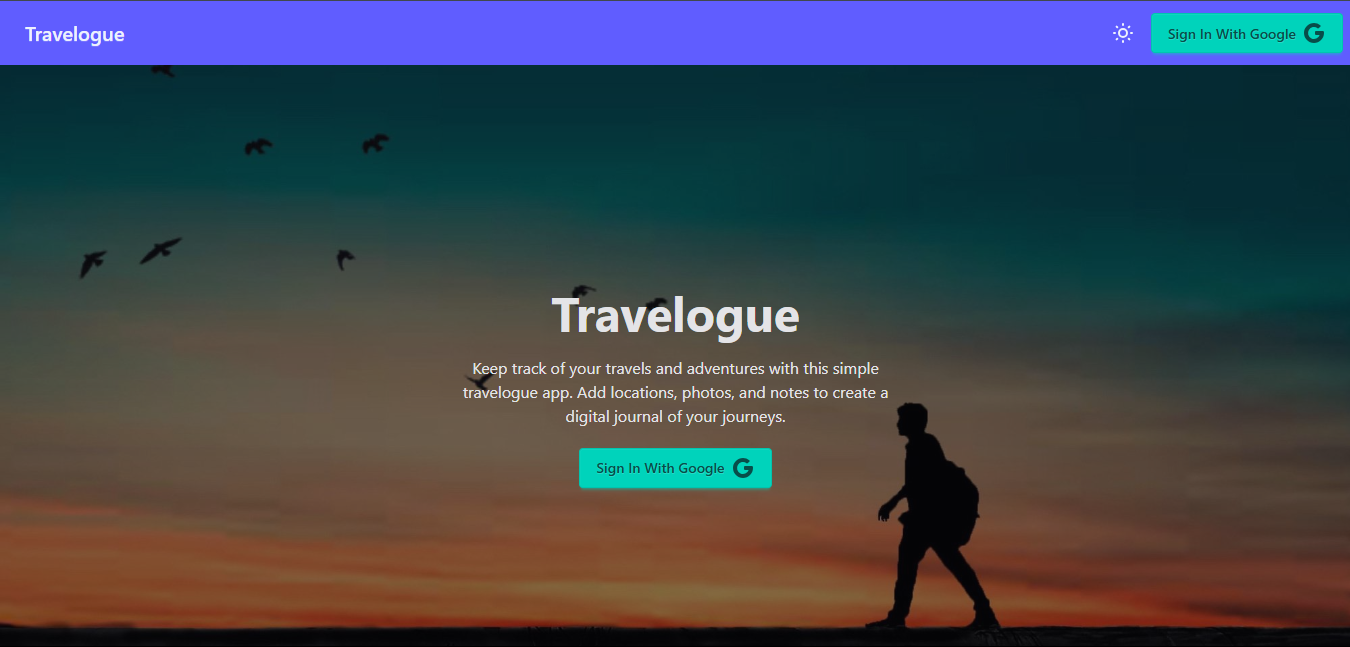 Travelogue
Sign In With Google
Travelogue
Keep track of your travels and adventures with this simple
travelogue app. Add locations, photos, and notes to create a
digital journal of your journeys.
Sign In With Google